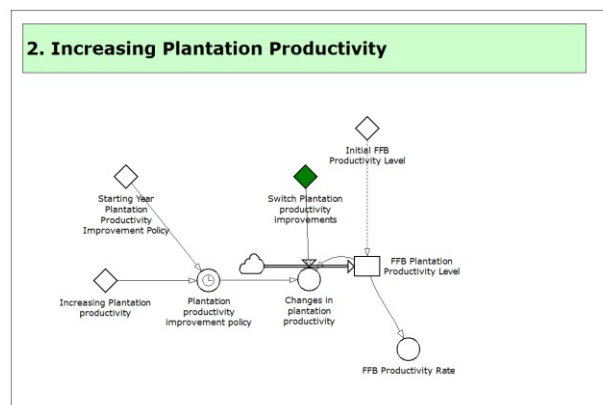 2. Increasing Plantation Productivity
Initial FFB
Productivity Level
Starting Year
Plantation
Productivity
Improvement Policy
Switch Plantation
productivity
improvements
FFB Plantation
Productivity Level
Increasing Plantation
productivity
Plantation
productivity
improvement policy
Changes in
plantation
productivity
FFB Productivity Rate